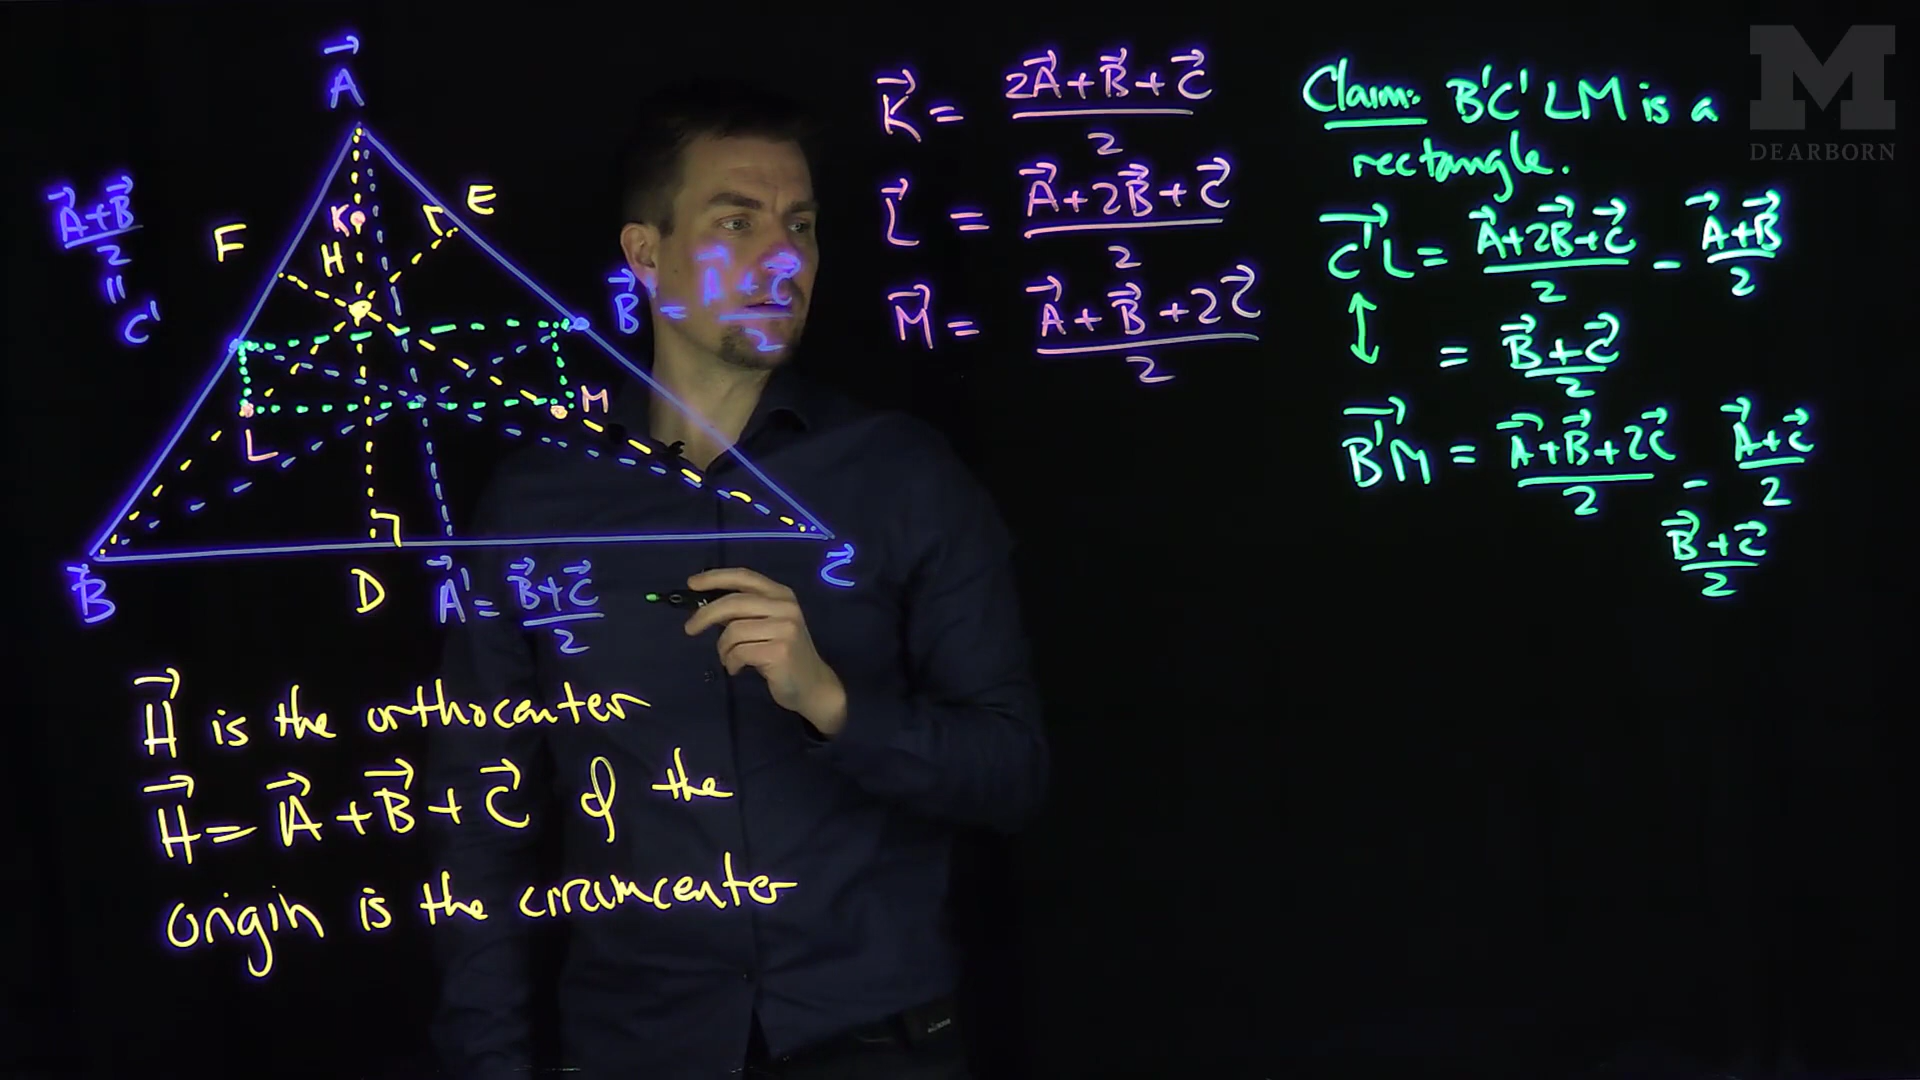 A⃗
(A⃗+B⃗)/2
=
C'
F
E
K
H
B⃗' = (A⃗+C⃗)/2
L
M
B⃗
D
A⃗' = (B⃗+C⃗)/2
C⃗
H⃗ is the orthocenter
H⃗ = A⃗ + B⃗ + C⃗ & the
origin is the circumcenter
K⃗ = (2A⃗+B⃗+C⃗)/2
L⃗ = (A⃗+2B⃗+C⃗)/2
M⃗ = (A⃗+B⃗+2C⃗)/2
Claim: B'C'LM is a
rectangle.
C'L⃗ = (A⃗+2B⃗+C⃗)/2 - (A⃗+B⃗)/2
↕ = (B⃗+C⃗)/2
B'M⃗ = (A⃗+B⃗+2C⃗)/2 - (A⃗+C⃗)/2
(B⃗+C⃗)/2
M
DEARBORN